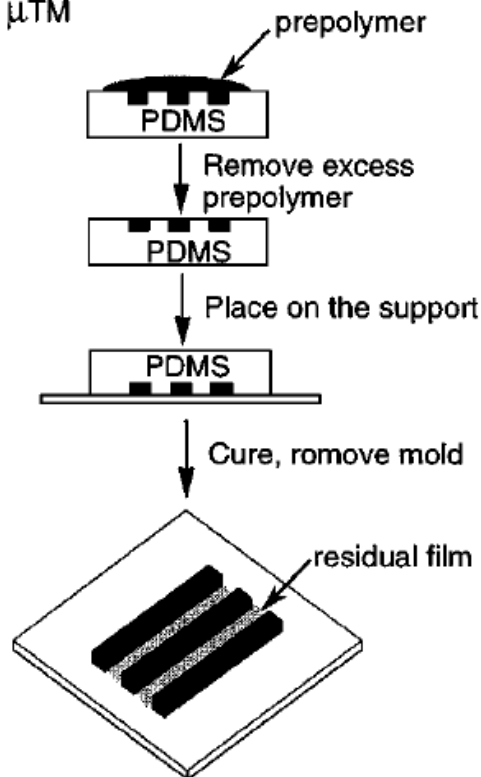 μTM
prepolymer
PDMS
Remove excess
prepolymer
PDMS
Place on the support
PDMS
Cure, romove mold
residual film